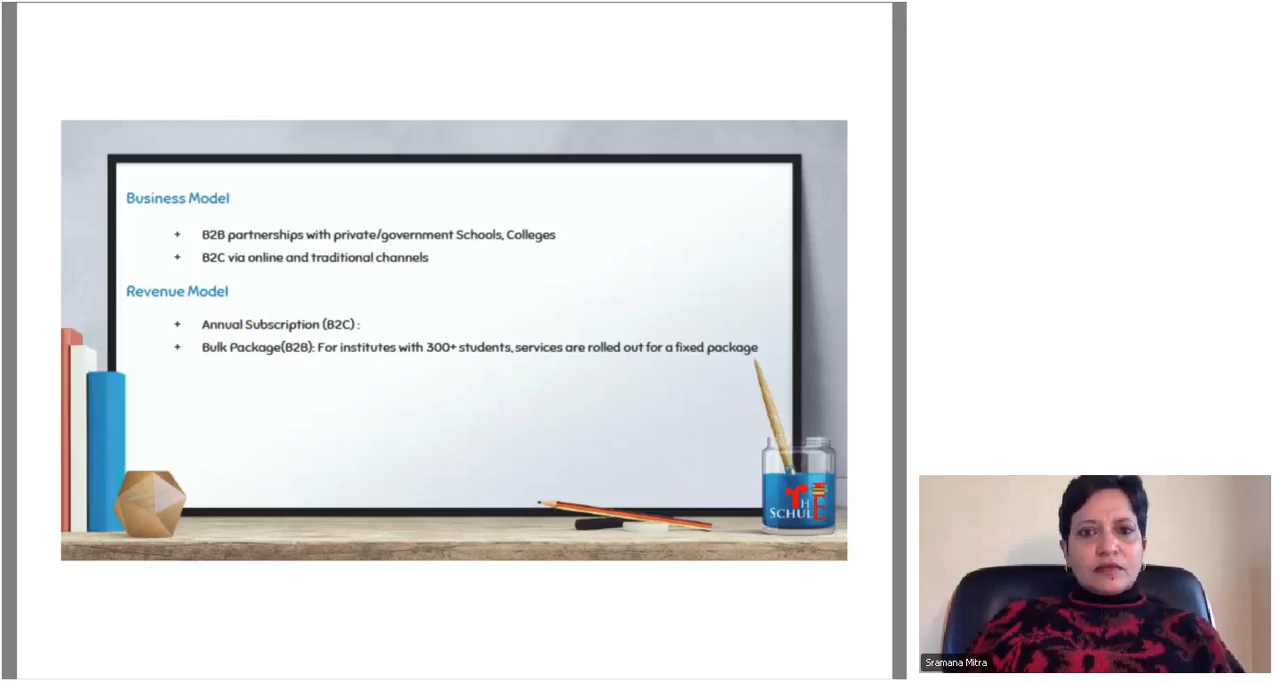 Business Model
+ B2B partnerships with private/government Schools, Colleges
+ B2C via online and traditional channels
Revenue Model
+ Annual Subscription (B2C) :
+ Bulk Package(B2B): For institutes with 300+ students, services are rolled out for a fixed package
THE
SCHULE
Sramana Mitra